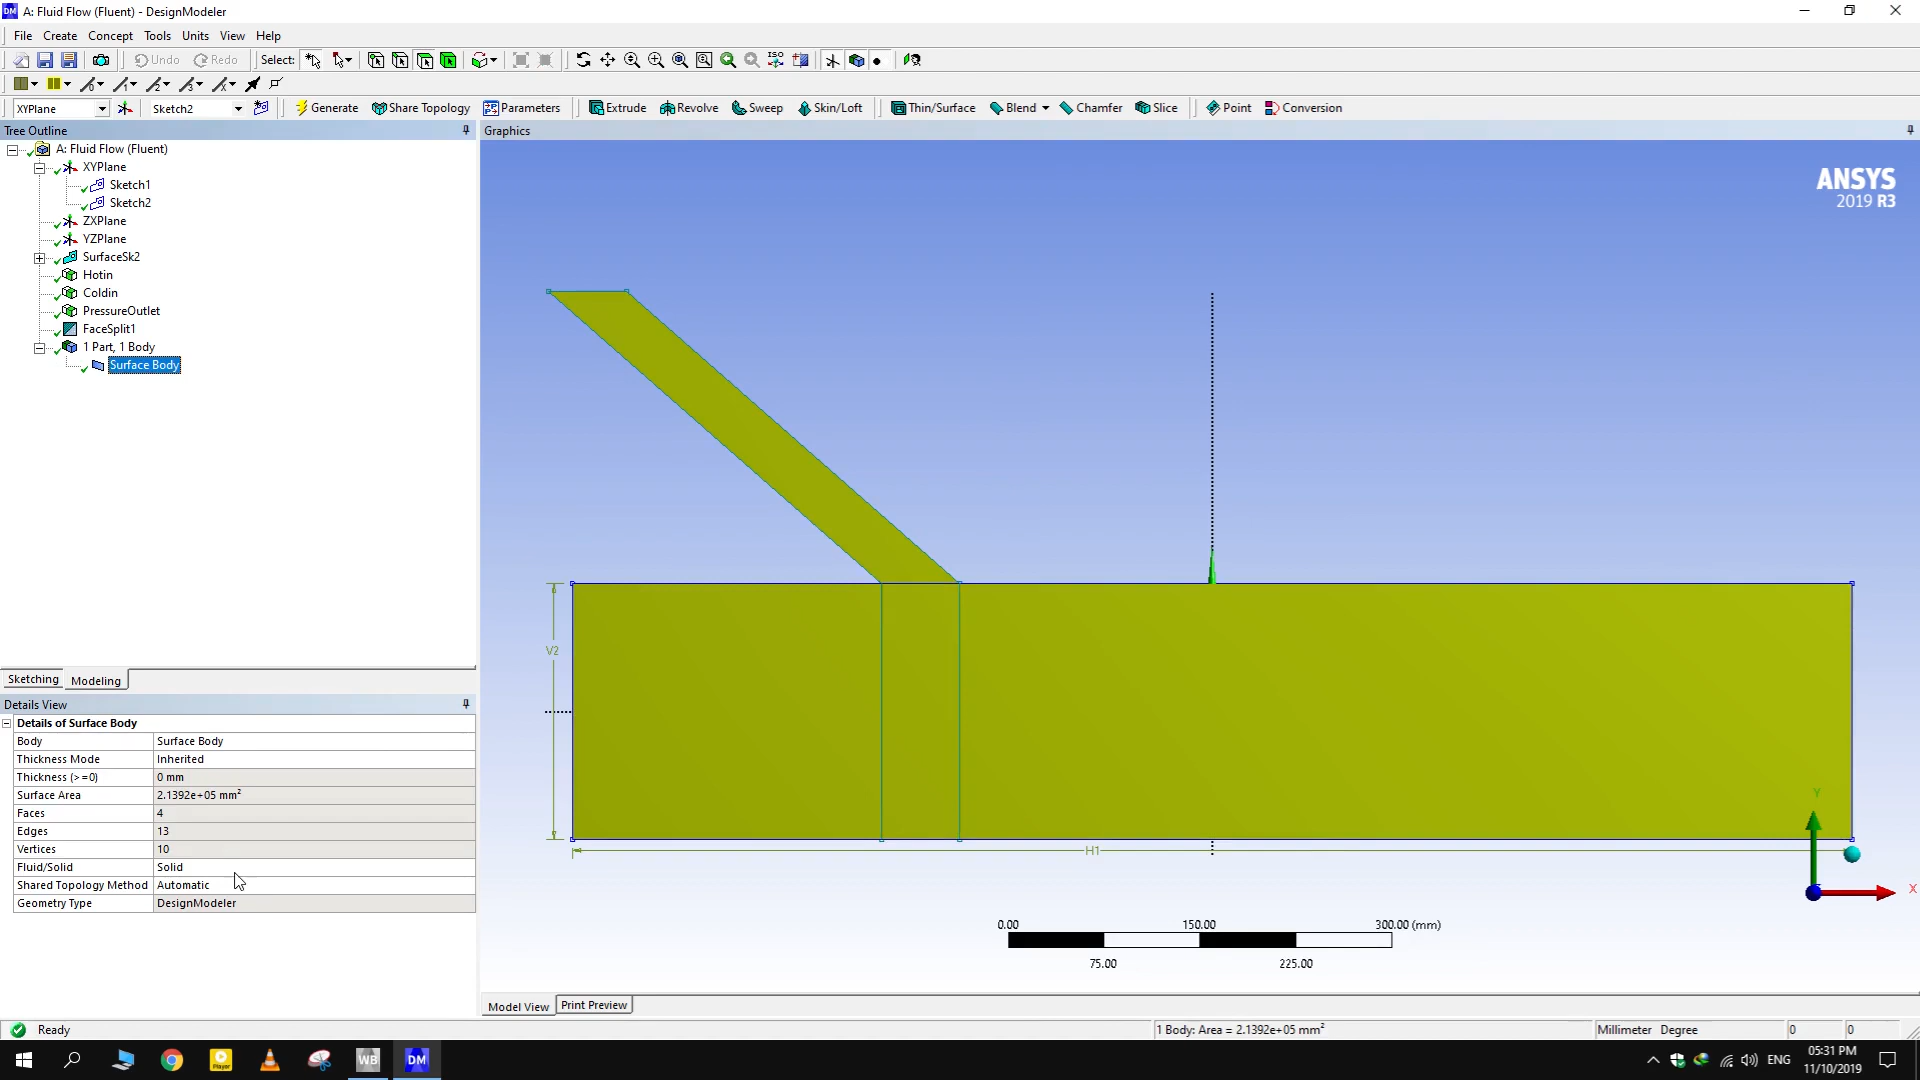 A: Fluid Flow (Fluent) - DesignModeler
File Create Concept Tools Units View Help
Undo Redo Select:
XYPlane Sketch2 Generate Share Topology Parameters Extrude Revolve Sweep Skin/Loft Thin/Surface Blend Chamfer Slice Point Conversion
Tree Outline
A: Fluid Flow (Fluent)
XYPlane
Sketch1
Sketch2
ZXPlane
YZPlane
SurfaceSk2
Hotin
Coldin
PressureOutlet
FaceSplit1
1 Part, 1 Body
Surface Body
Sketching Modeling
Details View
Details of Surface Body
Body Surface Body
Thickness Mode Inherited
Thickness (>=0) 0 mm
Surface Area 2.1392e+05 mm²
Faces 4
Edges 13
Vertices 10
Fluid/Solid Solid
Shared Topology Method Automatic
Geometry Type DesignModeler
Graphics
ANSYS
2019 R3
V2
H1
Y
X
0.00 150.00 300.00 (mm)
75.00 225.00
Model View Print Preview
Ready 1 Body: Area = 2.1392e+05 mm² Millimeter Degree 0 0
Player WB DM ENG 05:31 PM
11/10/2019